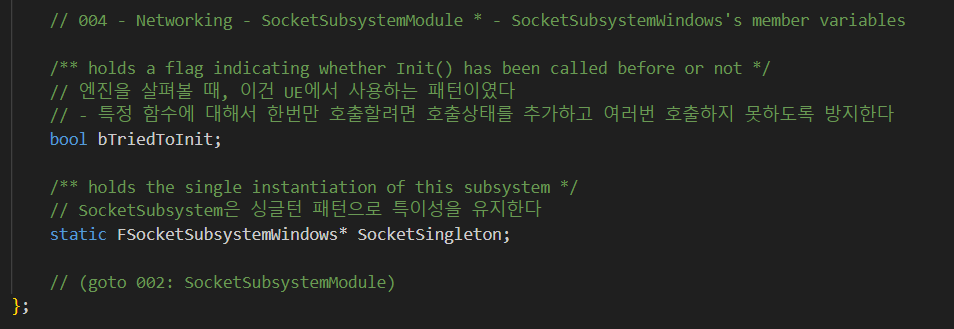 // 004 - Networking - SocketSubsystemModule * - SocketSubsystemWindows's member variables
/** holds a flag indicating whether Init() has been called before or not */
// 엔진을 살펴볼 때, 이건 UE에서 사용하는 패턴이였다
// - 특정 함수에 대해서 한번만 호출할려면 호출상태를 추가하고 여러번 호출하지 못하도록 방지한다
bool bTriedToInit;
/** holds the single instantiation of this subsystem */
// SocketSubsystem은 싱글턴 패턴으로 특이성을 유지한다
static FSocketSubsystemWindows* SocketSingleton;
// (goto 002: SocketSubsystemModule)
};